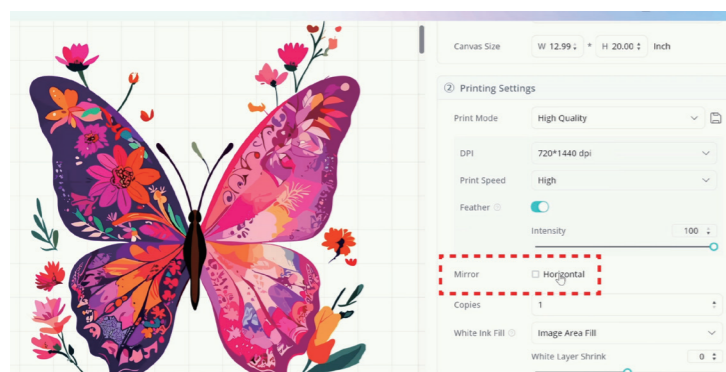 Canvas Size W 12.99 * H 20.00 Inch
② Printing Settings
Print Mode High Quality
DPI 720*1440 dpi
Print Speed High
Feather
Intensity 100
Mirror Horizontal
Copies 1
White Ink Fill Image Area Fill
White Layer Shrink 0